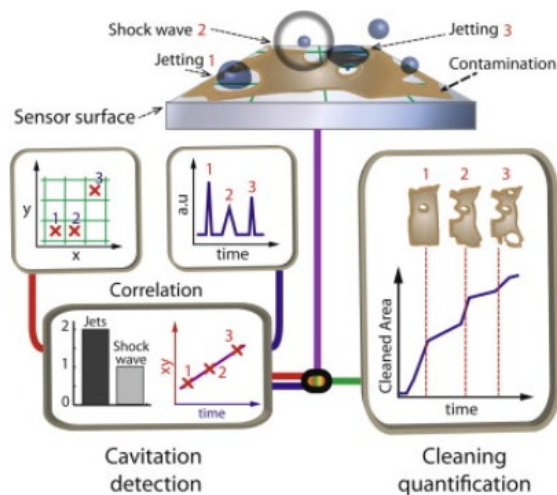 Shock wave 2
Jetting 3
Jetting 1
Contamination
Sensor surface
3
y
1 2
x
a.u
1
2
3
time
1 2 3
Cleaned Area
time
Correlation
2
1
0
Jets
Shock
wave
xy
1
2
3
time
Cavitation
detection
Cleaning
quantification